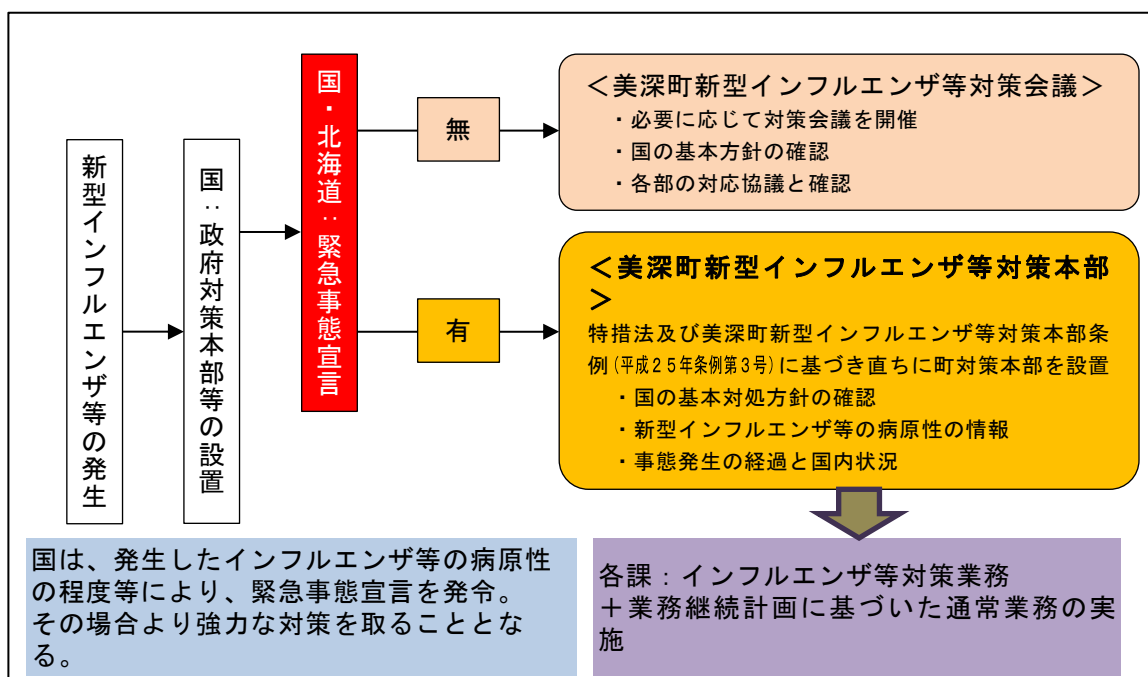 新型インフルエンザ等の発生
国：政府対策本部等の設置
国・北海道：緊急事態宣言
無
＜美深町新型インフルエンザ等対策会議＞
・必要に応じて対策会議を開催
・国の基本方針の確認
・各部の対応協議と確認
有
＜美深町新型インフルエンザ等対策本部
＞
特措法及び美深町新型インフルエンザ等対策本部条
例(平成２５年条例第３号)に基づき直ちに町対策本部を設置
・国の基本対処方針の確認
・新型インフルエンザ等の病原性の情報
・事態発生の経過と国内状況
国は、発生したインフルエンザ等の病原性
の程度等により、緊急事態宣言を発令。
その場合より強力な対策を取ることとな
る。
各課：インフルエンザ等対策業務
＋業務継続計画に基づいた通常業務の実
施